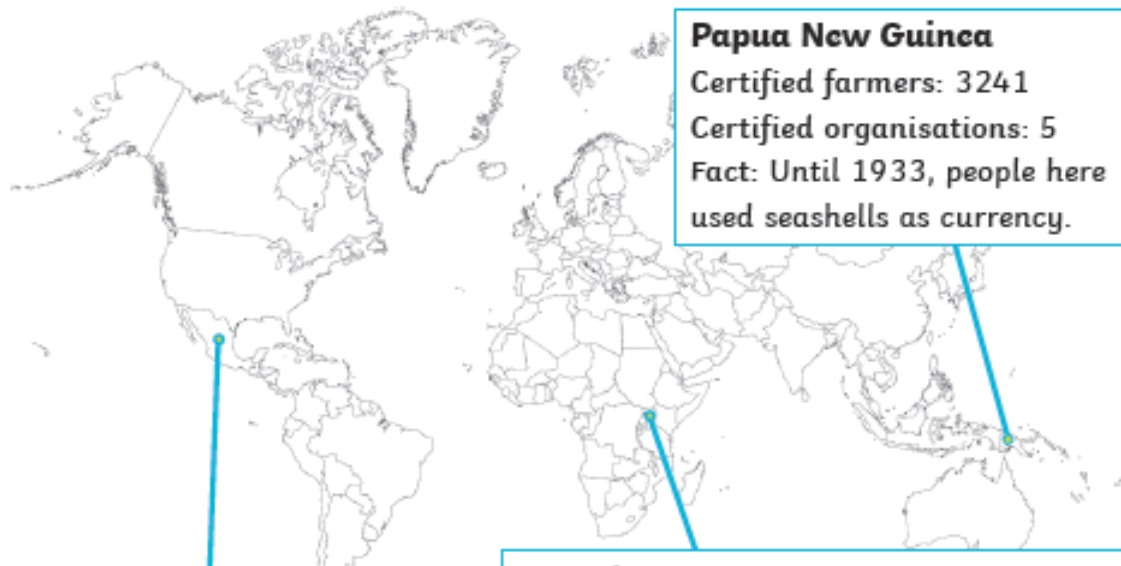 Papua New Guinea
Certified farmers: 3241
Certified organisations: 5
Fact: Until 1933, people here
used seashells as currency.